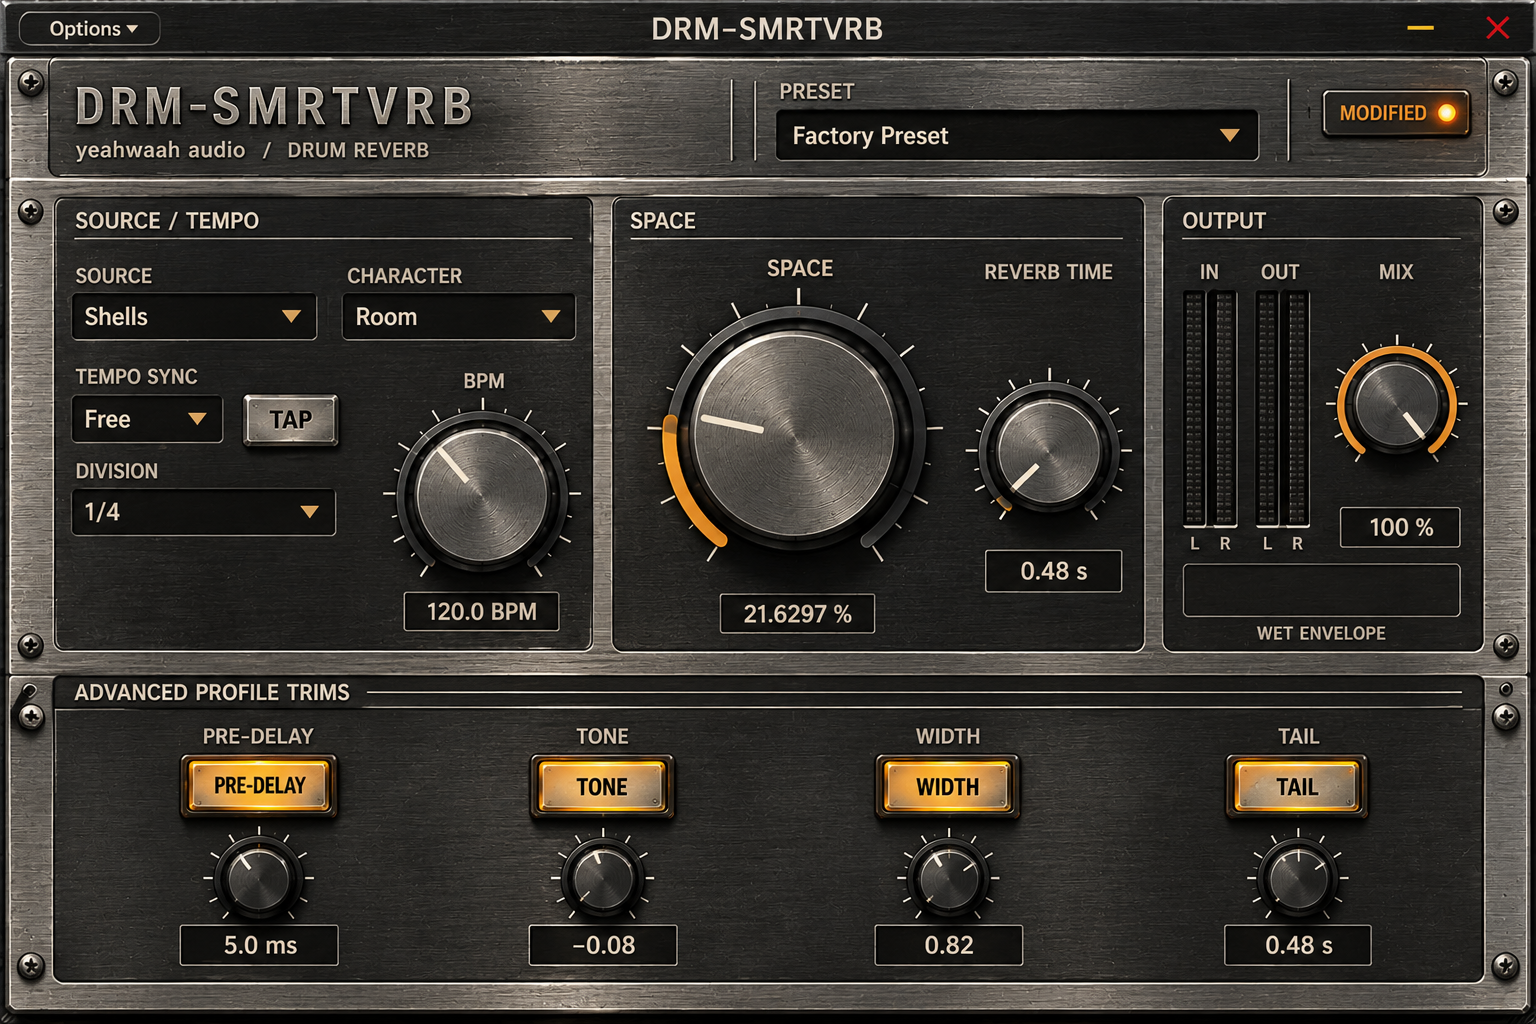 Options
DRM-SMRTVRB
DRM-SMRTVRB
yeahwaah audio / DRUM REVERB
PRESET
Factory Preset
MODIFIED
SOURCE / TEMPO
SOURCE
CHARACTER
Shells
Room
TEMPO SYNC
BPM
Free
TAP
DIVISION
1/4
120.0 BPM
SPACE
SPACE
REVERB TIME
0.48 s
21.6297 %
OUTPUT
IN
OUT
MIX
100 %
L R L R
WET ENVELOPE
ADVANCED PROFILE TRIMS
PRE-DELAY
TONE
WIDTH
TAIL
PRE-DELAY
TONE
WIDTH
TAIL
5.0 ms
-0.08
0.82
0.48 s